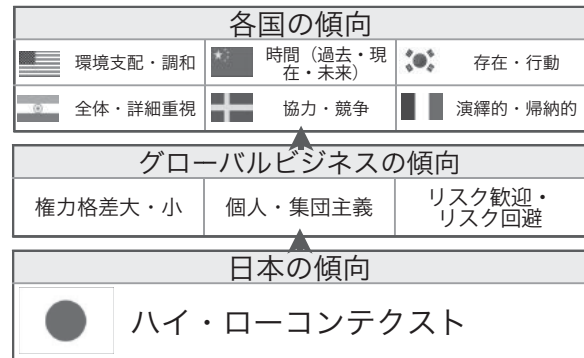 各国の傾向
環境支配・調和
時間（過去・現
在・未来）
存在・行動
全体・詳細重視
協力・競争
演繹的・帰納的
グローバルビジネスの傾向
権力格差大・小
個人・集団主義
リスク歓迎・
リスク回避
日本の傾向
ハイ・ローコンテクスト